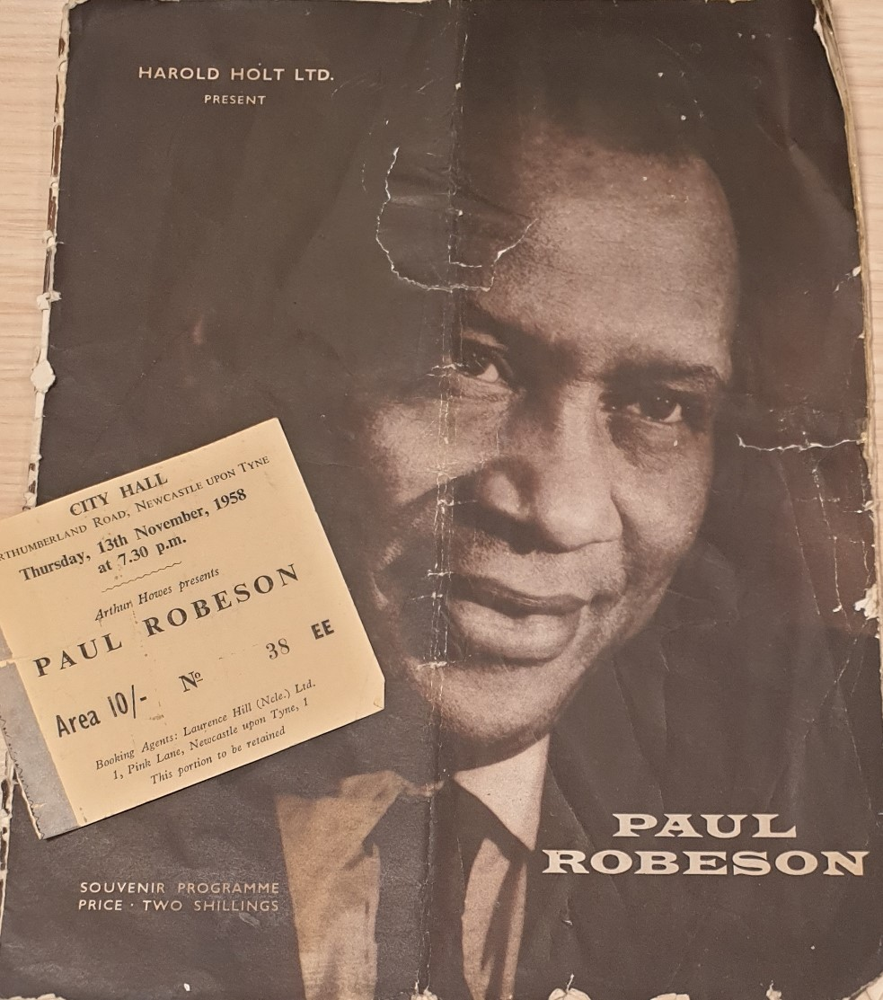 HAROLD HOLT LTD.
PRESENT
CITY HALL
RTHUMBERLAND ROAD, NEWCASTLE UPON TYNE
Thursday, 13th November, 1958
at 7.30 p.m.
Arthur Howes presents
PAUL ROBESON
Area 10/- Nº 38 EE
Booking Agents: Laurence Hill (Ncle.) Ltd.
1, Pink Lane, Newcastle upon Tyne, 1
This portion to be retained
PAUL
ROBESON
SOUVENIR PROGRAMME
PRICE · TWO SHILLINGS